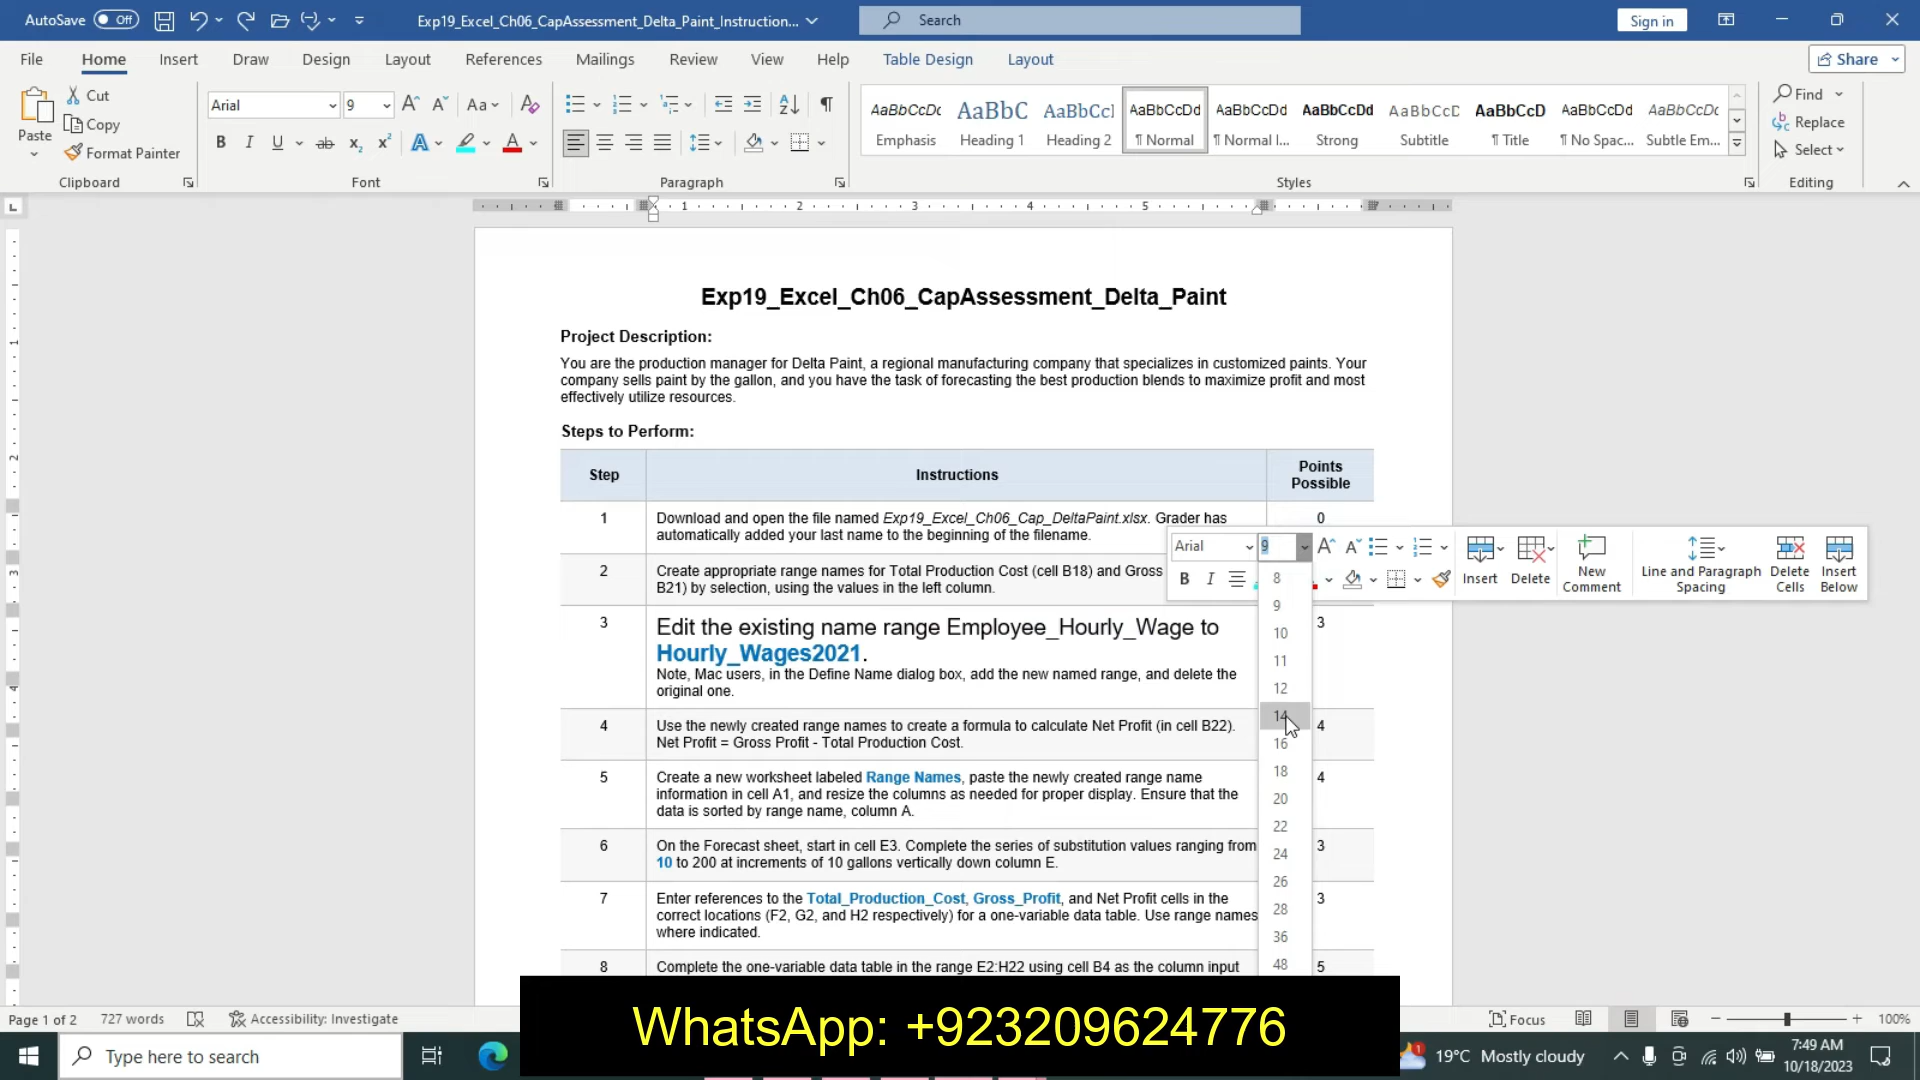 AutoSave Off Exp19_Excel_Ch06_CapAssessment_Delta_Paint_Instruction... Search Sign in
File Home Insert Draw Design Layout References Mailings Review View Help Table Design Layout Share
Paste Cut Copy Format Painter Clipboard
Arial 9 Aa B I U ab x₂ x² A A Font
Paragraph
AaBbCcDc AaBbC AaBbCcI AaBbCcDd AaBbCcDd AaBbCcDd AaBbCcD AaBbCcD AaBbCcDd AaBbCcDc
Emphasis Heading 1 Heading 2 ¶ Normal ¶ Normal I... Strong Subtitle ¶ Title ¶ No Spac... Subtle Em...
Styles
Find
Replace
Select
Editing
1 2 3 4 5
Exp19_Excel_Ch06_CapAssessment_Delta_Paint
Project Description:
You are the production manager for Delta Paint, a regional manufacturing company that specializes in customized paints. Your
company sells paint by the gallon, and you have the task of forecasting the best production blends to maximize profit and most
effectively utilize resources.
Steps to Perform:
Step Instructions Points Possible
1 Download and open the file named Exp19_Excel_Ch06_Cap_DeltaPaint.xlsx. Grader has 0
automatically added your last name to the beginning of the filename.
2 Create appropriate range names for Total Production Cost (cell B18) and Gross
B21) by selection, using the values in the left column.
3 Edit the existing name range Employee_Hourly_Wage to 3
Hourly_Wages2021.
Note, Mac users, in the Define Name dialog box, add the new named range, and delete the
original one.
4 Use the newly created range names to create a formula to calculate Net Profit (in cell B22). 4
Net Profit = Gross Profit - Total Production Cost.
5 Create a new worksheet labeled Range Names, paste the newly created range name 4
information in cell A1, and resize the columns as needed for proper display. Ensure that the
data is sorted by range name, column A.
6 On the Forecast sheet, start in cell E3. Complete the series of substitution values ranging from 3
10 to 200 at increments of 10 gallons vertically down column E.
7 Enter references to the Total_Production_Cost, Gross_Profit, and Net Profit cells in the 3
correct locations (F2, G2, and H2 respectively) for a one-variable data table. Use range names
where indicated.
8 Complete the one-variable data table in the range E2:H22 using cell B4 as the column input 5
Arial 9
B I
Insert Delete New Comment Line and Paragraph Spacing Delete Cells Insert Below
8
9
10
11
12
14
16
18
20
22
24
26
28
36
48
WhatsApp: +923209624776
Page 1 of 2 727 words Accessibility: Investigate Focus 100%
Type here to search 1 19°C Mostly cloudy 7:49 AM
10/18/2023